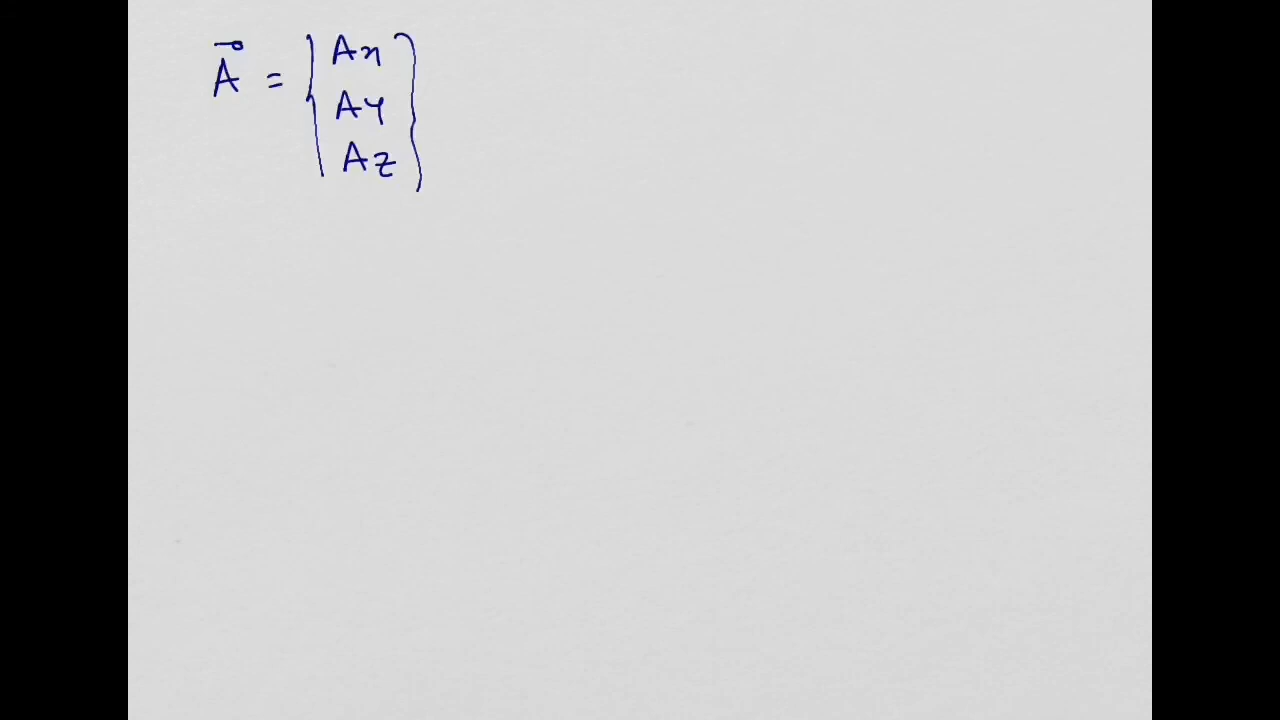 A⃗ = ( Ax
Ay
Az )